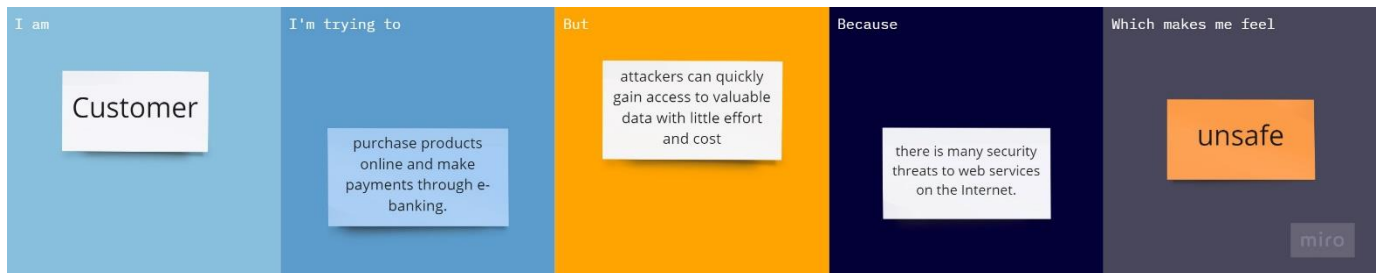 I am
Customer
I'm trying to
purchase products
online and make
payments through e-
banking.
But
attackers can quickly
gain access to valuable
data with little effort
and cost
Because
there is many security
threats to web services
on the Internet.
Which makes me feel
unsafe
miro